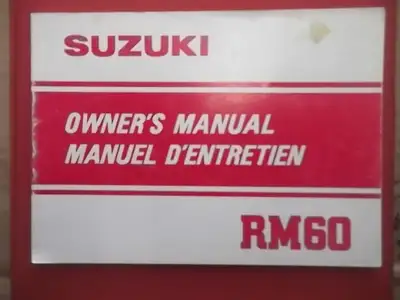 SUZUKI
OWNER'S MANUAL
MANUEL D'ENTRETIEN
RM60